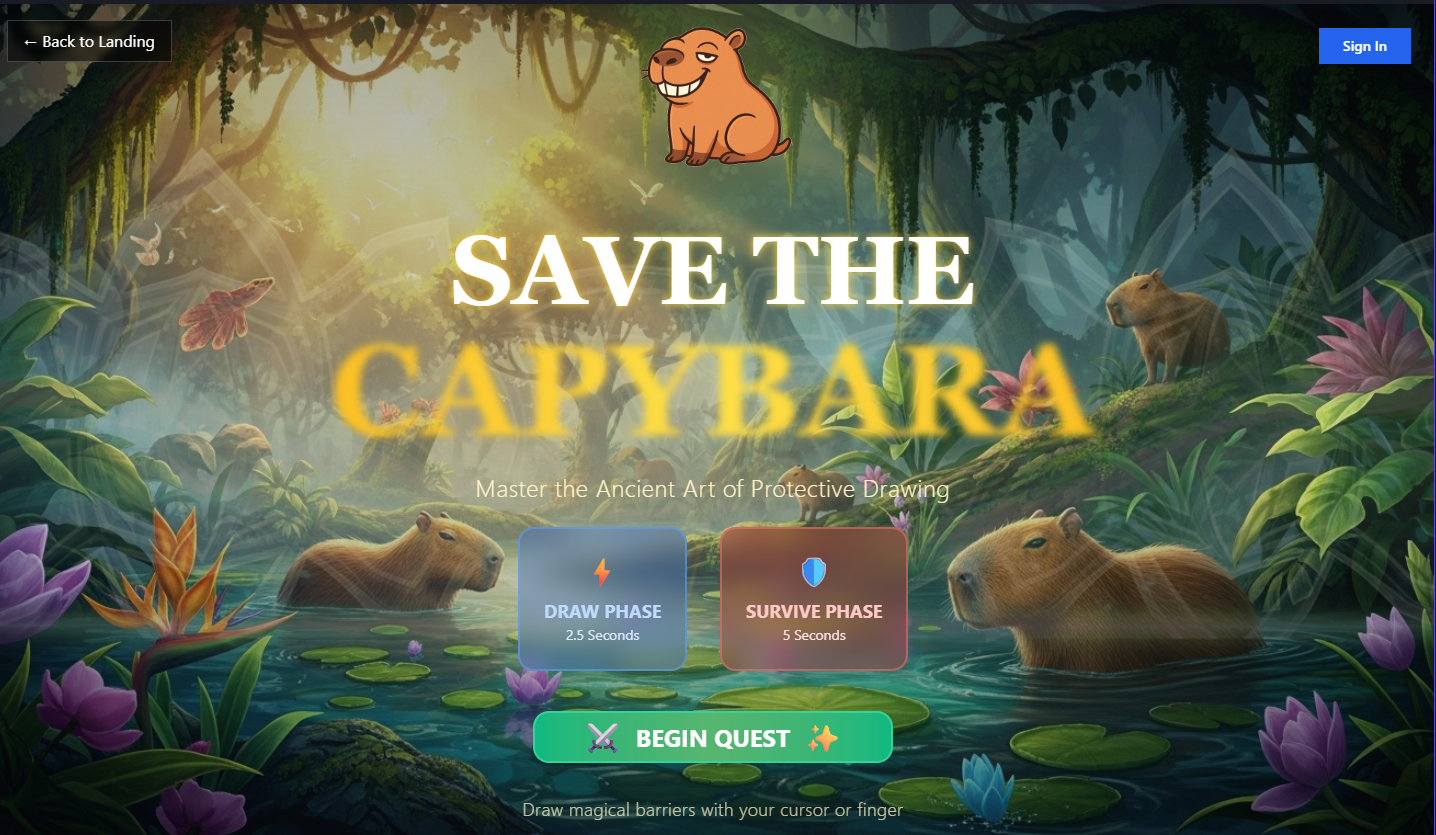 ← Back to Landing
Sign In
SAVE THE
CAPYBARA
Master the Ancient Art of Protective Drawing
DRAW PHASE
2.5 Seconds
SURVIVE PHASE
5 Seconds
BEGIN QUEST
Draw magical barriers with your cursor or finger